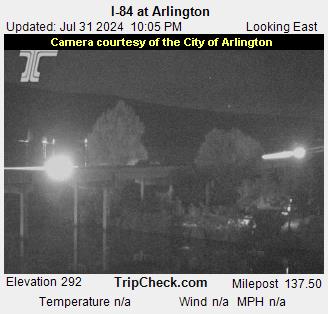 I-84 at Arlington
Updated: Jul 31 2024 10:05 PM Looking East
Camera courtesy of the City of Arlington
Elevation 292 TripCheck.com Milepost 137.50
Temperature n/a Wind n/a MPH n/a